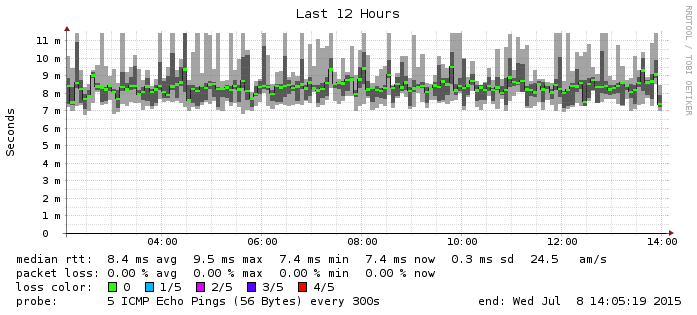 Last 12 Hours
RRDTOOL / TOBI OETIKER
Seconds
11 m
10 m
9 m
8 m
7 m
6 m
5 m
4 m
3 m
2 m
1 m
0
04:00 06:00 08:00 10:00 12:00 14:00
median rtt: 8.4 ms avg 9.5 ms max 7.4 ms min 7.4 ms now 0.3 ms sd 24.5 am/s
packet loss: 0.00 % avg 0.00 % max 0.00 % min 0.00 % now
loss color: 0 1/5 2/5 3/5 4/5
probe: 5 ICMP Echo Pings (56 Bytes) every 300s end: Wed Jul 8 14:05:19 2015